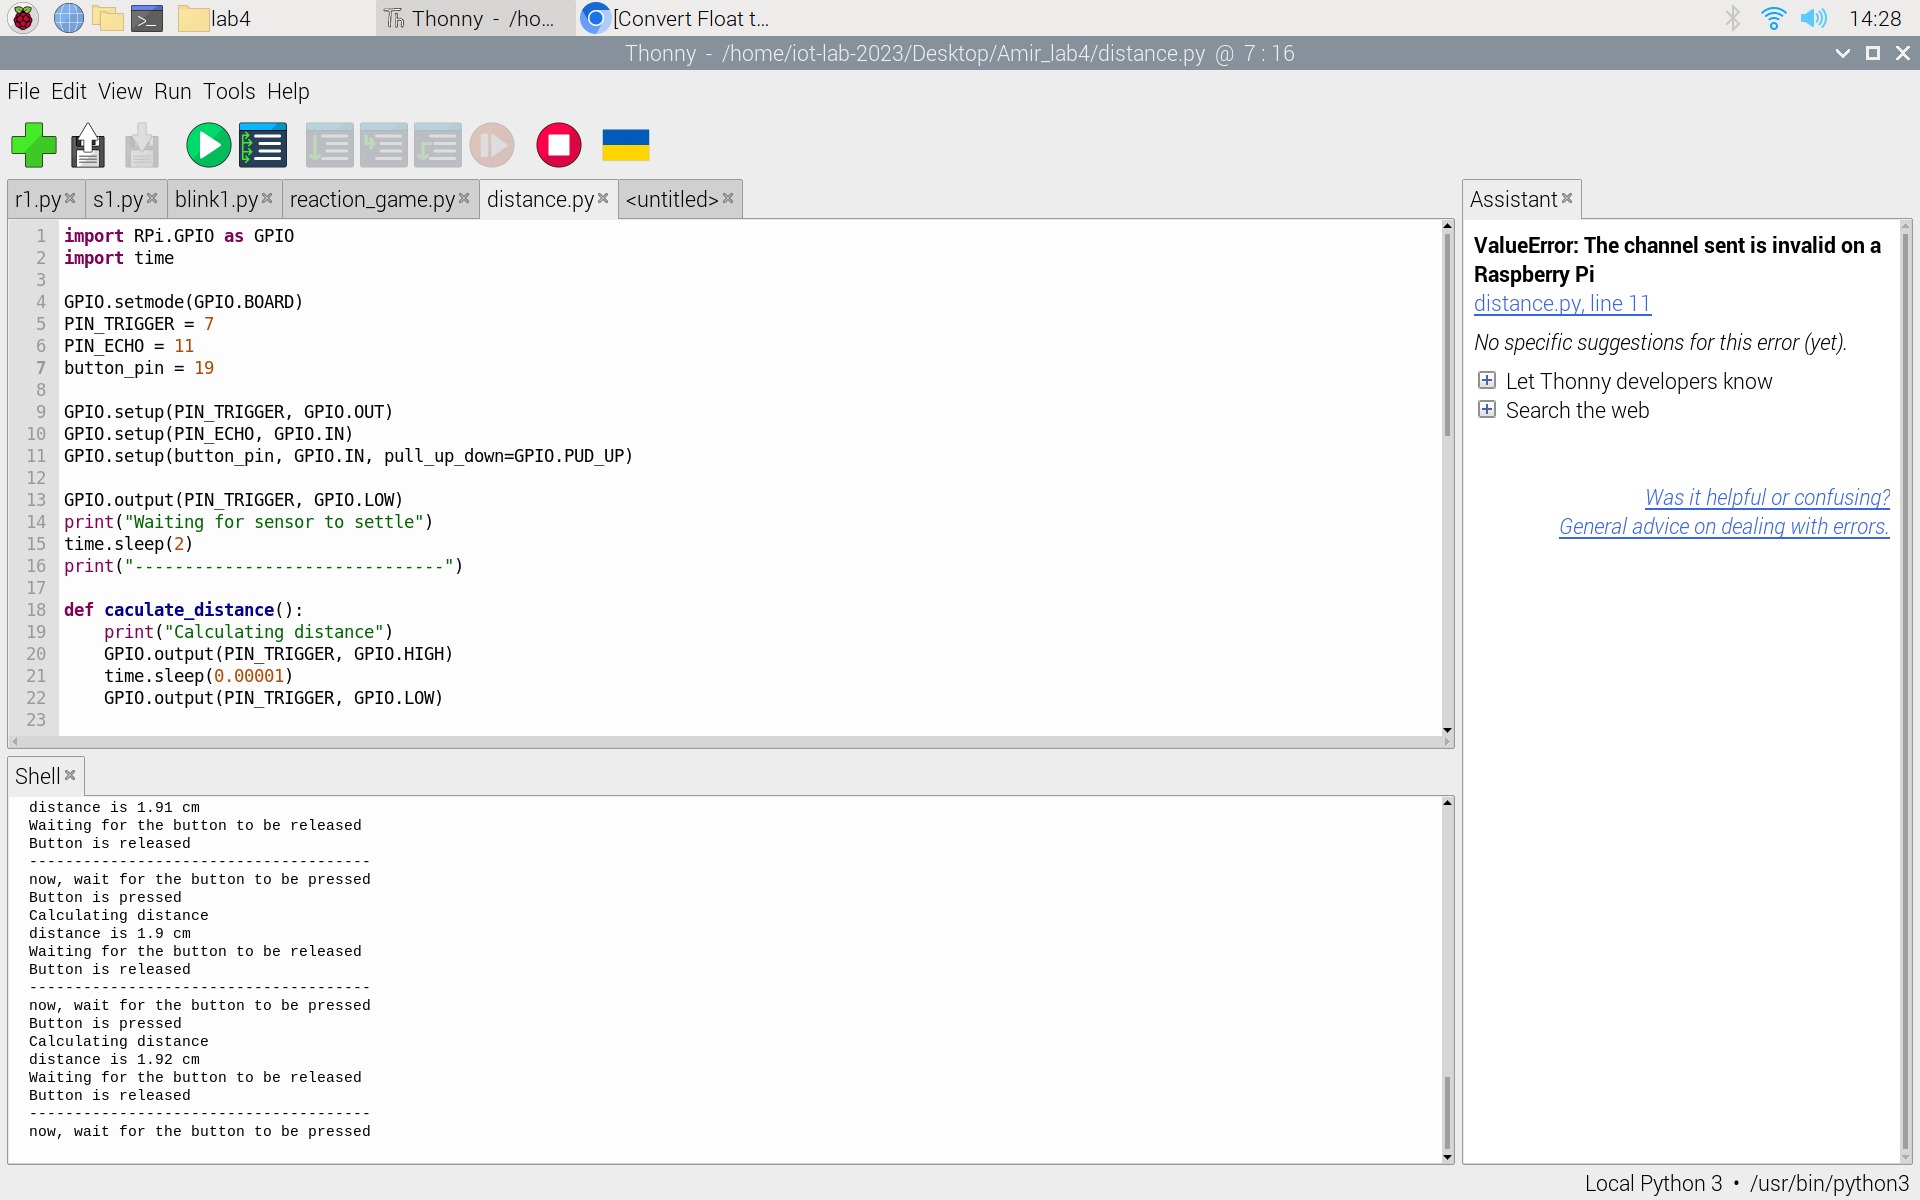 lab4
Thonny - /ho...
[Convert Float t...
14:28
Thonny - /home/iot-lab-2023/Desktop/Amir_lab4/distance.py @ 7 : 16
File Edit View Run Tools Help
r1.py
s1.py
blink1.py
reaction_game.py
distance.py
<untitled>
1 import RPi.GPIO as GPIO
2 import time
3
4 GPIO.setmode(GPIO.BOARD)
5 PIN_TRIGGER = 7
6 PIN_ECHO = 11
7 button_pin = 19
8
9 GPIO.setup(PIN_TRIGGER, GPIO.OUT)
10 GPIO.setup(PIN_ECHO, GPIO.IN)
11 GPIO.setup(button_pin, GPIO.IN, pull_up_down=GPIO.PUD_UP)
12
13 GPIO.output(PIN_TRIGGER, GPIO.LOW)
14 print("Waiting for sensor to settle")
15 time.sleep(2)
16 print("-------------------------------")
17
18 def caculate_distance():
19     print("Calculating distance")
20     GPIO.output(PIN_TRIGGER, GPIO.HIGH)
21     time.sleep(0.00001)
22     GPIO.output(PIN_TRIGGER, GPIO.LOW)
23
Shell
distance is 1.91 cm
Waiting for the button to be released
Button is released
--------------------------------------
now, wait for the button to be pressed
Button is pressed
Calculating distance
distance is 1.9 cm
Waiting for the button to be released
Button is released
--------------------------------------
now, wait for the button to be pressed
Button is pressed
Calculating distance
distance is 1.92 cm
Waiting for the button to be released
Button is released
--------------------------------------
now, wait for the button to be pressed
Assistant
ValueError: The channel sent is invalid on a
Raspberry Pi
distance.py, line 11
No specific suggestions for this error (yet).
Let Thonny developers know
Search the web
Was it helpful or confusing?
General advice on dealing with errors.
Local Python 3 • /usr/bin/python3